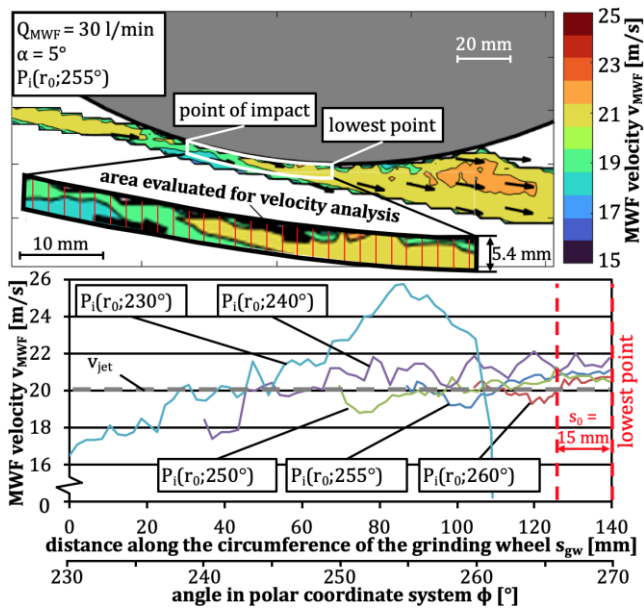 Q_MWF = 30 l/min
α = 5°
P_i(r_0;255°)
20 mm
point of impact
lowest point
area evaluated for velocity analysis
10 mm
5.4 mm
25
23
21
19
17
15
MWF velocity v_MWF [m/s]
MWF velocity v_MWF [m/s]
26
24
22
20
18
16
0
P_i(r_0;230°)
P_i(r_0;240°)
v_jet
P_i(r_0;250°)
P_i(r_0;255°)
P_i(r_0;260°)
s_0 =
15 mm
lowest point
0 20 40 60 80 100 120 140
distance along the circumference of the grinding wheel s_gw [mm]
230 240 250 260 270
angle in polar coordinate system ϕ [°]